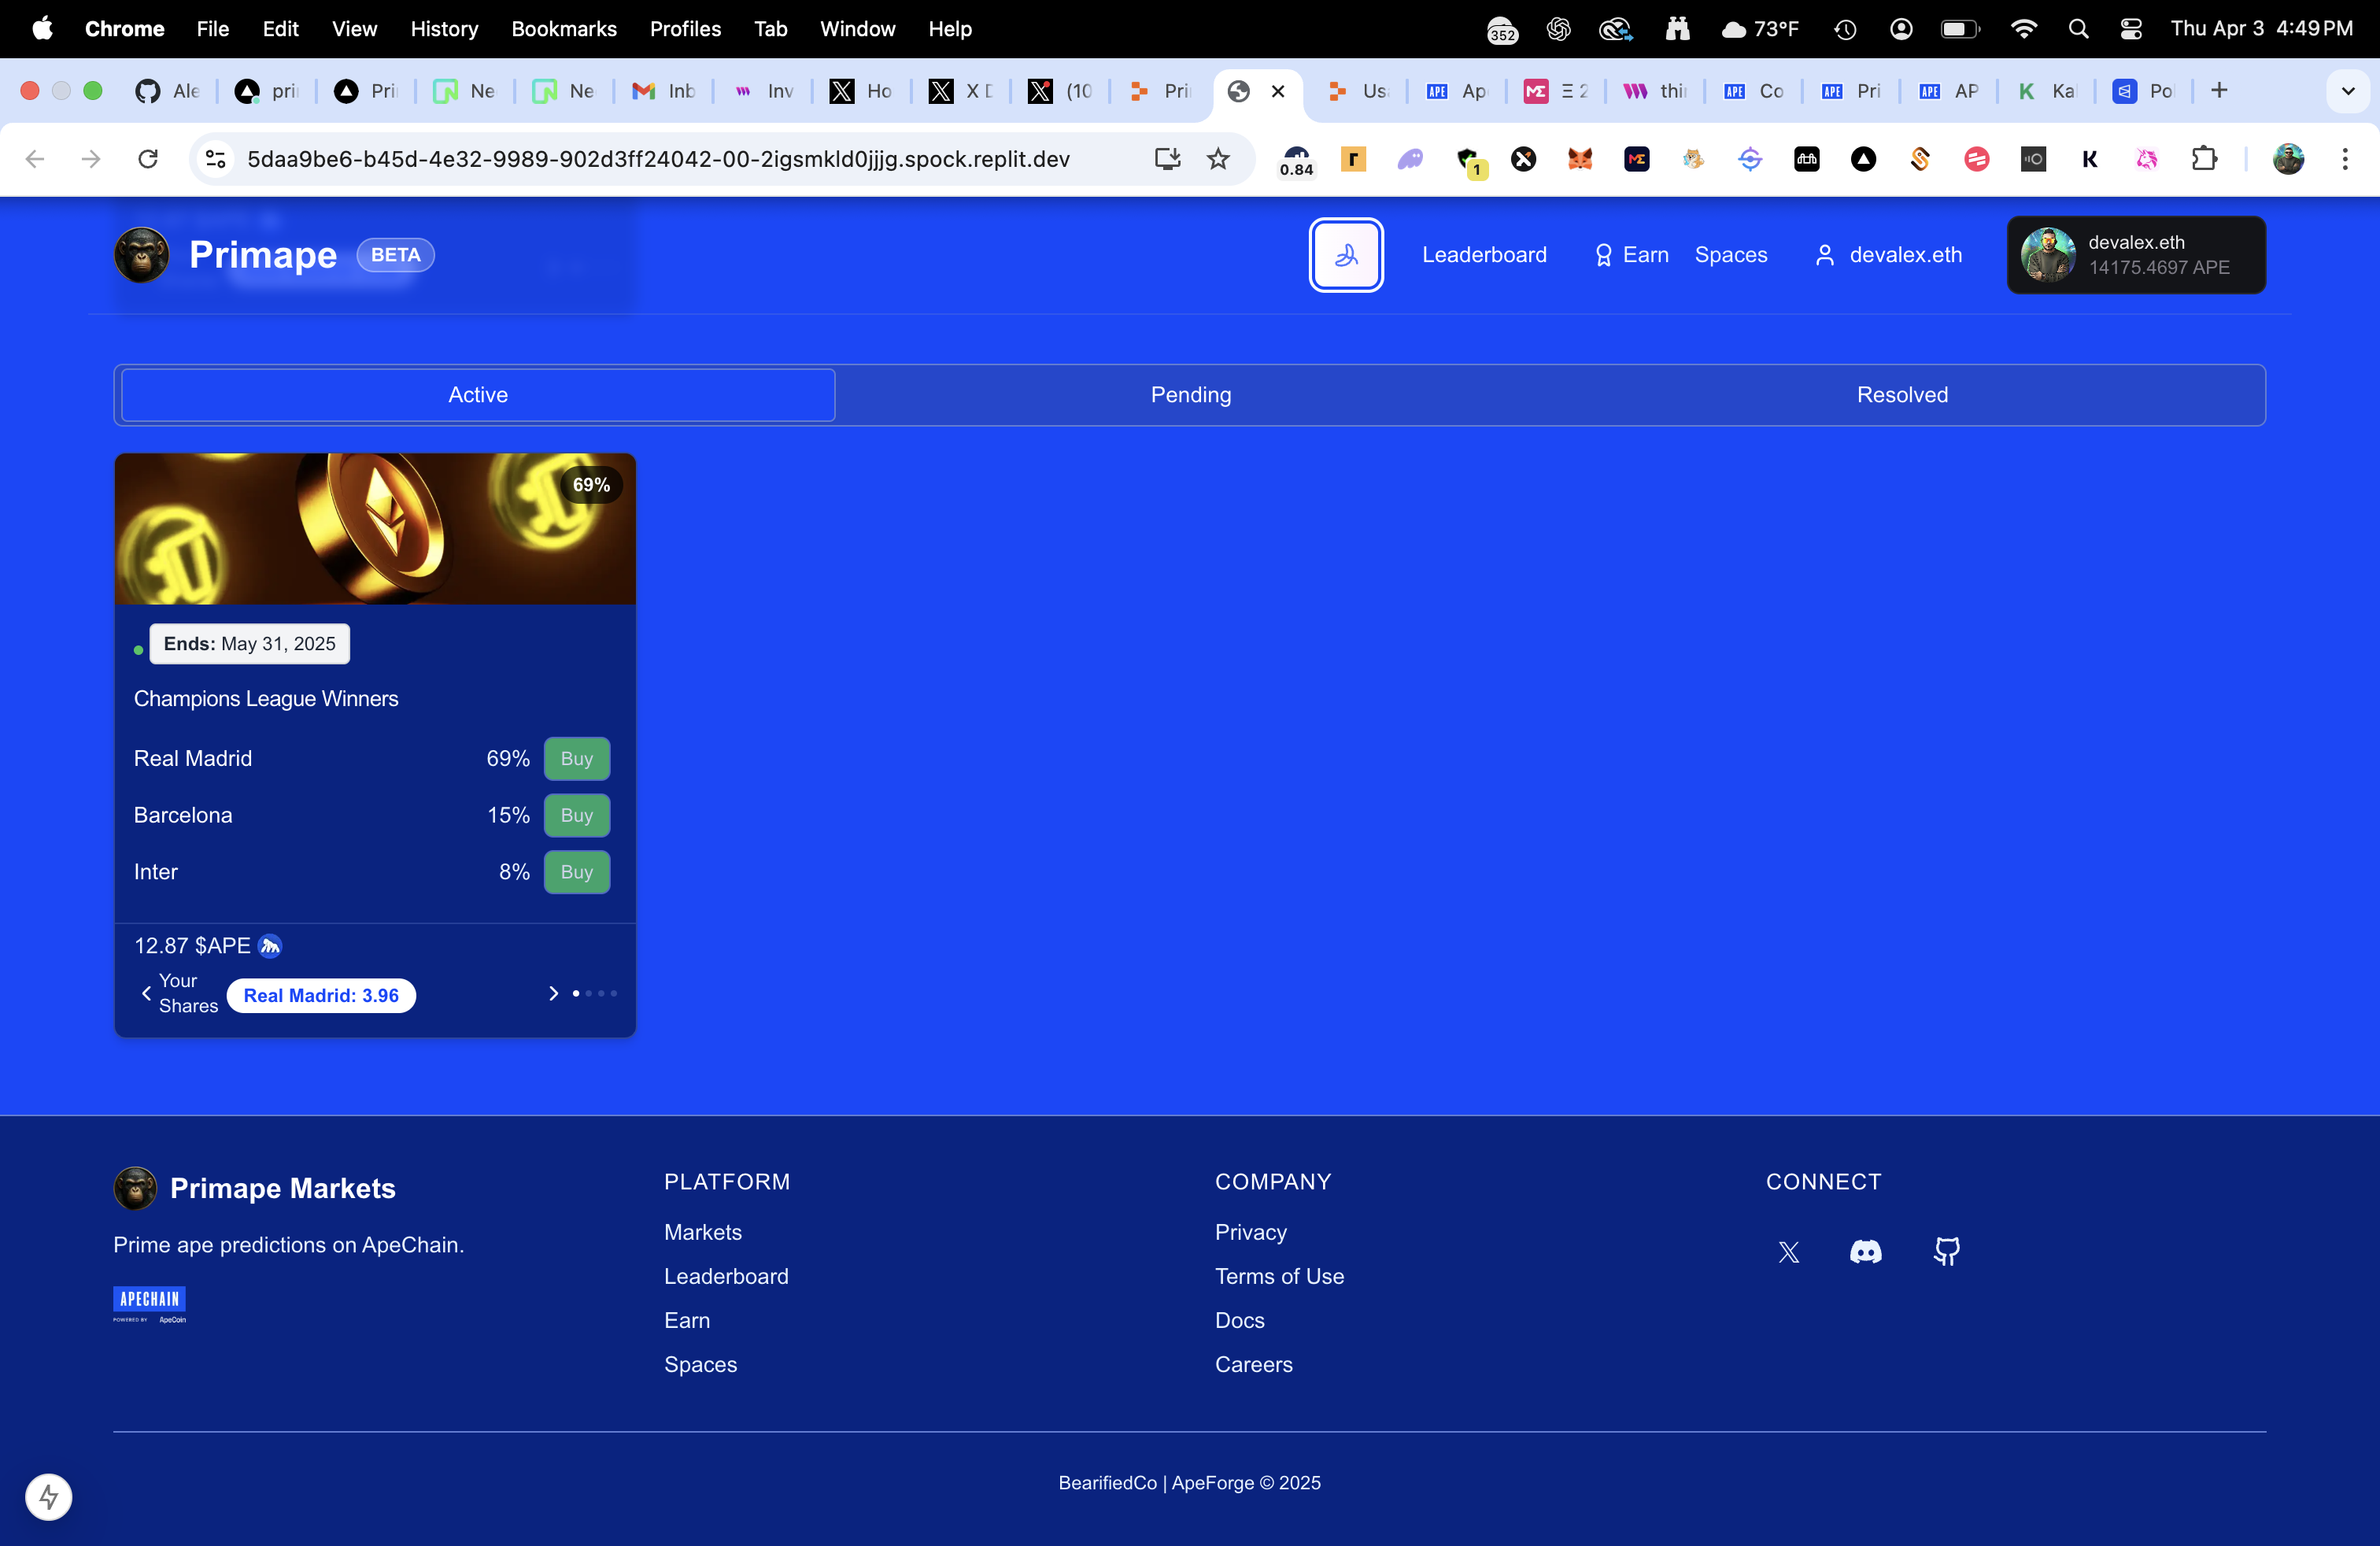 Chrome File Edit View History Bookmarks Profiles Tab Window Help 352 73°F Thu Apr 3 4:49 PM
Ale pri Pri Ne Ne Inb Inv Ho X D (10 Pri Usa Ap Ξ 2 thi Co Pri AP Ka Po
5daa9be6-b45d-4e32-9989-902d3ff24042-00-2igsmkld0jjjg.spock.replit.dev 0.84 1
Primape BETA Leaderboard Earn Spaces devalex.eth
devalex.eth
14175.4697 APE
Active Pending Resolved
69%
Ends: May 31, 2025
Champions League Winners
Real Madrid 69% Buy
Barcelona 15% Buy
Inter 8% Buy
12.87 $APE
Your
Shares
Real Madrid: 3.96
Primape Markets
Prime ape predictions on ApeChain.
APECHAIN
POWERED BY ApeCoin
PLATFORM
Markets
Leaderboard
Earn
Spaces
COMPANY
Privacy
Terms of Use
Docs
Careers
CONNECT
BearifiedCo | ApeForge © 2025